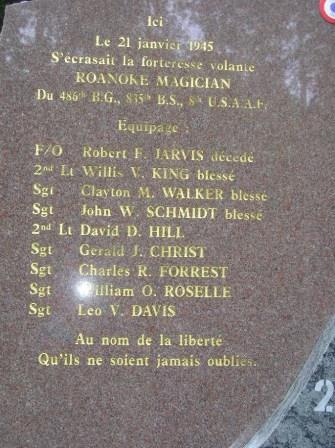 Ici
Le 21 janvier 1945
S'écrasait la forteresse volante
ROANOKE MAGICIAN
Du 486th B.G., 835th B.S., 8th U.S.A.A.F.
Equipage :
F/O Robert F. JARVIS décédé
2nd Lt Willis V. KING blessé
Sgt Clayton M. WALKER blessé
Sgt John W. SCHMIDT blessé
2nd Lt David D. HILL
Sgt Gerald J. CHRIST
Sgt Charles R. FORREST
Sgt William O. ROSELLE
Sgt Leo V. DAVIS
Au nom de la liberté
Qu'ils ne soient jamais oubliés.
2